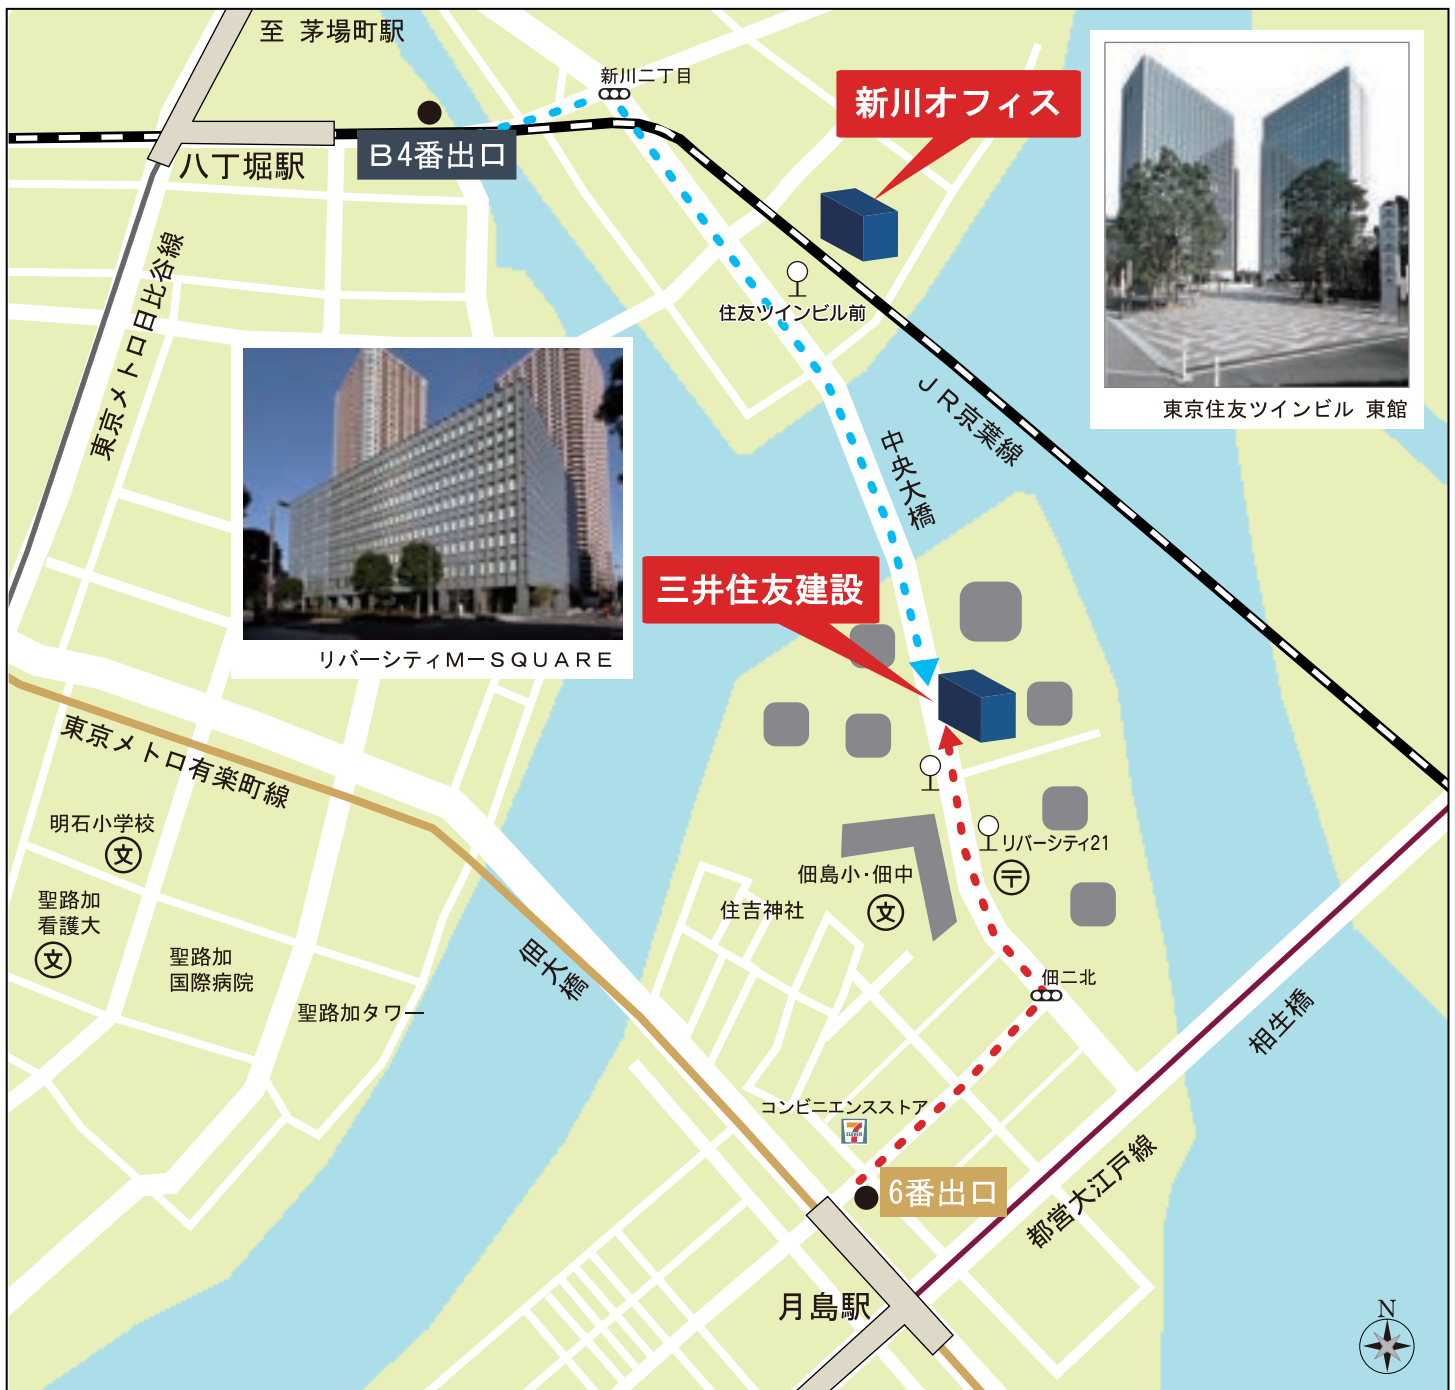 至 茅場町駅
新川二丁目
新川オフィス
B4番出口
八丁堀駅
東京メトロ日比谷線
住友ツインビル前
JR京葉線
東京住友ツインビル 東館
中央大橋
三井住友建設
リバーシティM−SQUARE
東京メトロ有楽町線
明石小学校
文
聖路加
看護大
文
聖路加
国際病院
聖路加タワー
佃大橋
リバーシティ21
〒
佃島小・佃中
文
住吉神社
佃二北
相生橋
コンビニエンスストア
7
ELEVEN
6番出口
都営大江戸線
月島駅
N